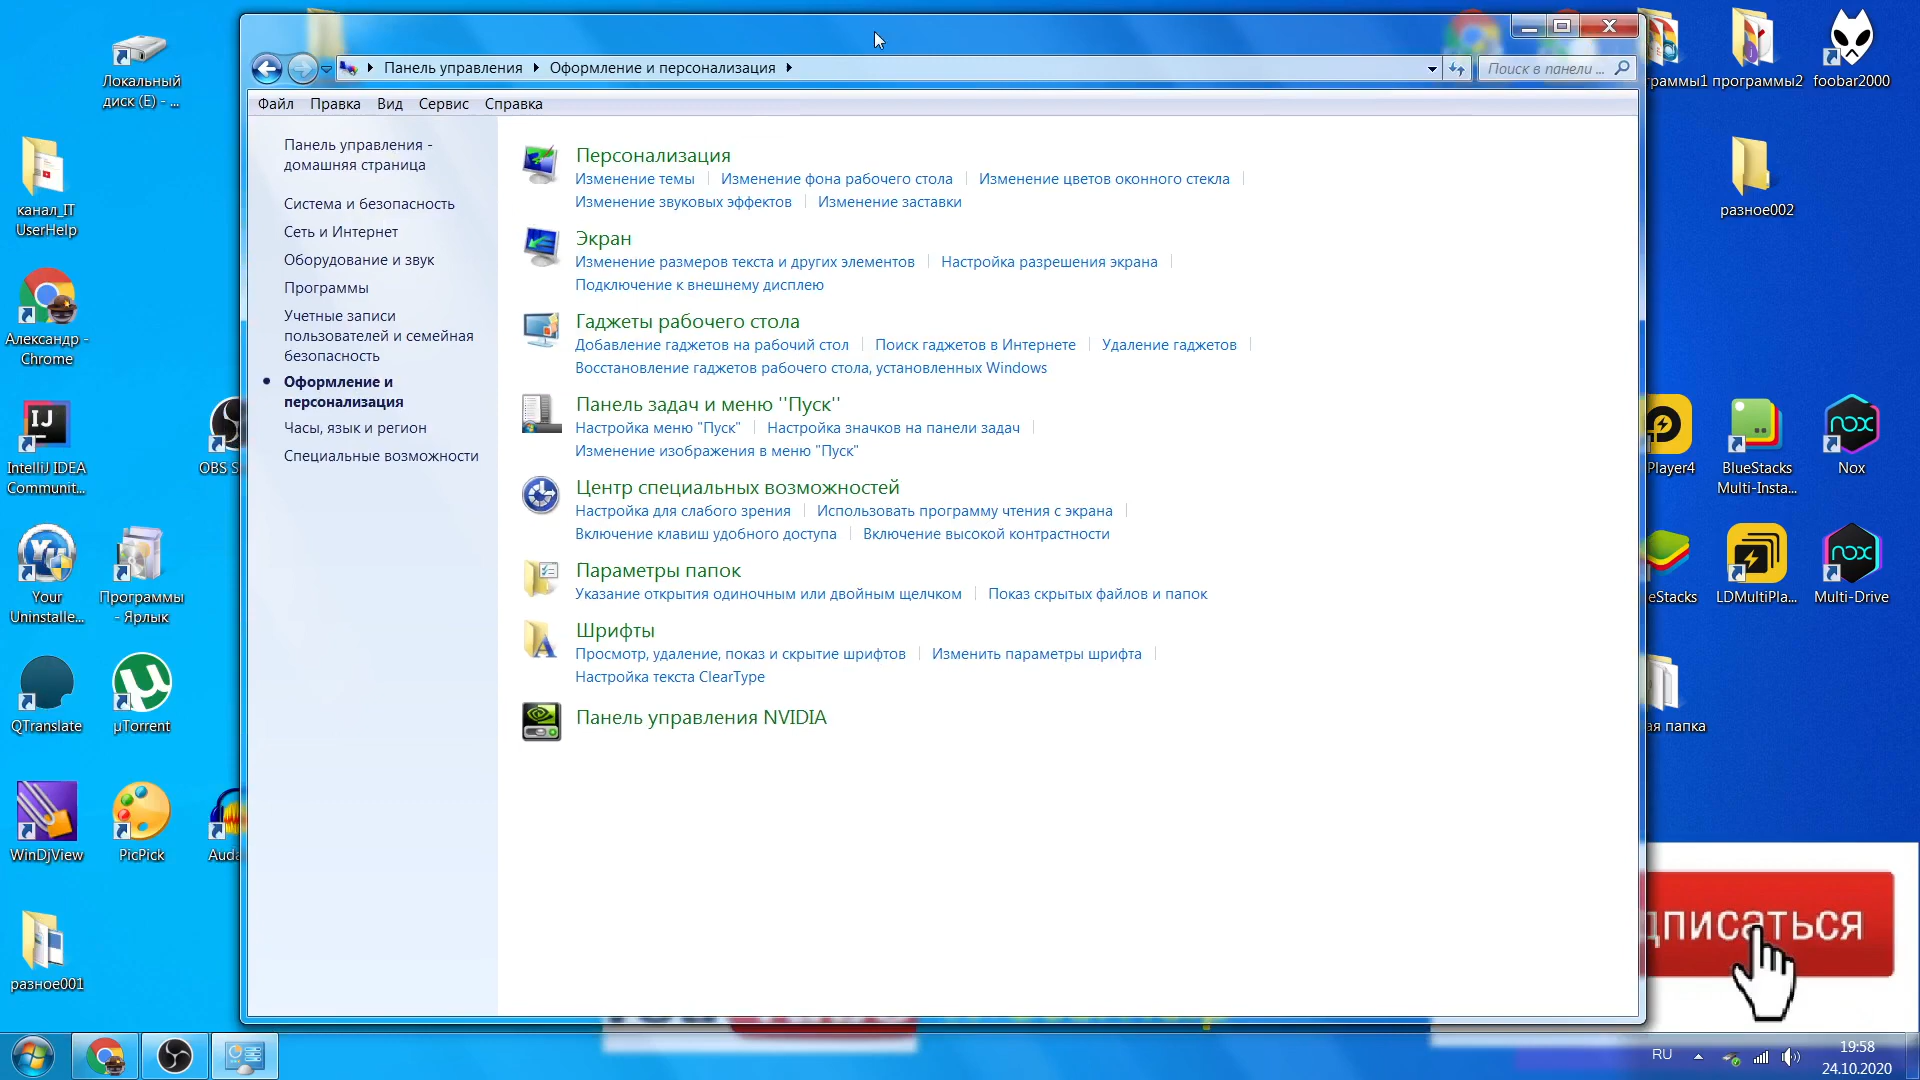 Панель управления
Оформление и персонализация
Поиск в панели ...
Файл Правка Вид Сервис Справка
Панель управления -
домашняя страница
Система и безопасность
Сеть и Интернет
Оборудование и звук
Программы
Учетные записи
пользователей и семейная
безопасность
Оформление и
персонализация
Часы, язык и регион
Специальные возможности
Персонализация
Изменение темы
Изменение фона рабочего стола
Изменение цветов оконного стекла
Изменение звуковых эффектов
Изменение заставки
Экран
Изменение размеров текста и других элементов
Настройка разрешения экрана
Подключение к внешнему дисплею
Гаджеты рабочего стола
Добавление гаджетов на рабочий стол
Поиск гаджетов в Интернете
Удаление гаджетов
Восстановление гаджетов рабочего стола, установленных Windows
Панель задач и меню ''Пуск''
Настройка меню "Пуск"
Настройка значков на панели задач
Изменение изображения в меню "Пуск"
Центр специальных возможностей
Настройка для слабого зрения
Использовать программу чтения с экрана
Включение клавиш удобного доступа
Включение высокой контрастности
Параметры папок
Указание открытия одиночным или двойным щелчком
Показ скрытых файлов и папок
Шрифты
Просмотр, удаление, показ и скрытие шрифтов
Изменить параметры шрифта
Настройка текста ClearType
Панель управления NVIDIA
Локальный
диск (E) - ...
канал_IT
UserHelp
Александр -
Chrome
IJ
IntelliJ IDEA
Communit...
OBS S
Your
Uninstalle...
Программы
- Ярлык
QTranslate
µTorrent
WinDjView
PicPick
Auda
разное001
граммы1
программы2
foobar2000
разное002
Player4
BlueStacks
Multi-Insta...
nox
Nox
eStacks
LDMultiPla...
nox
Multi-Drive
ая папка
дписаться
RU
19:58
24.10.2020